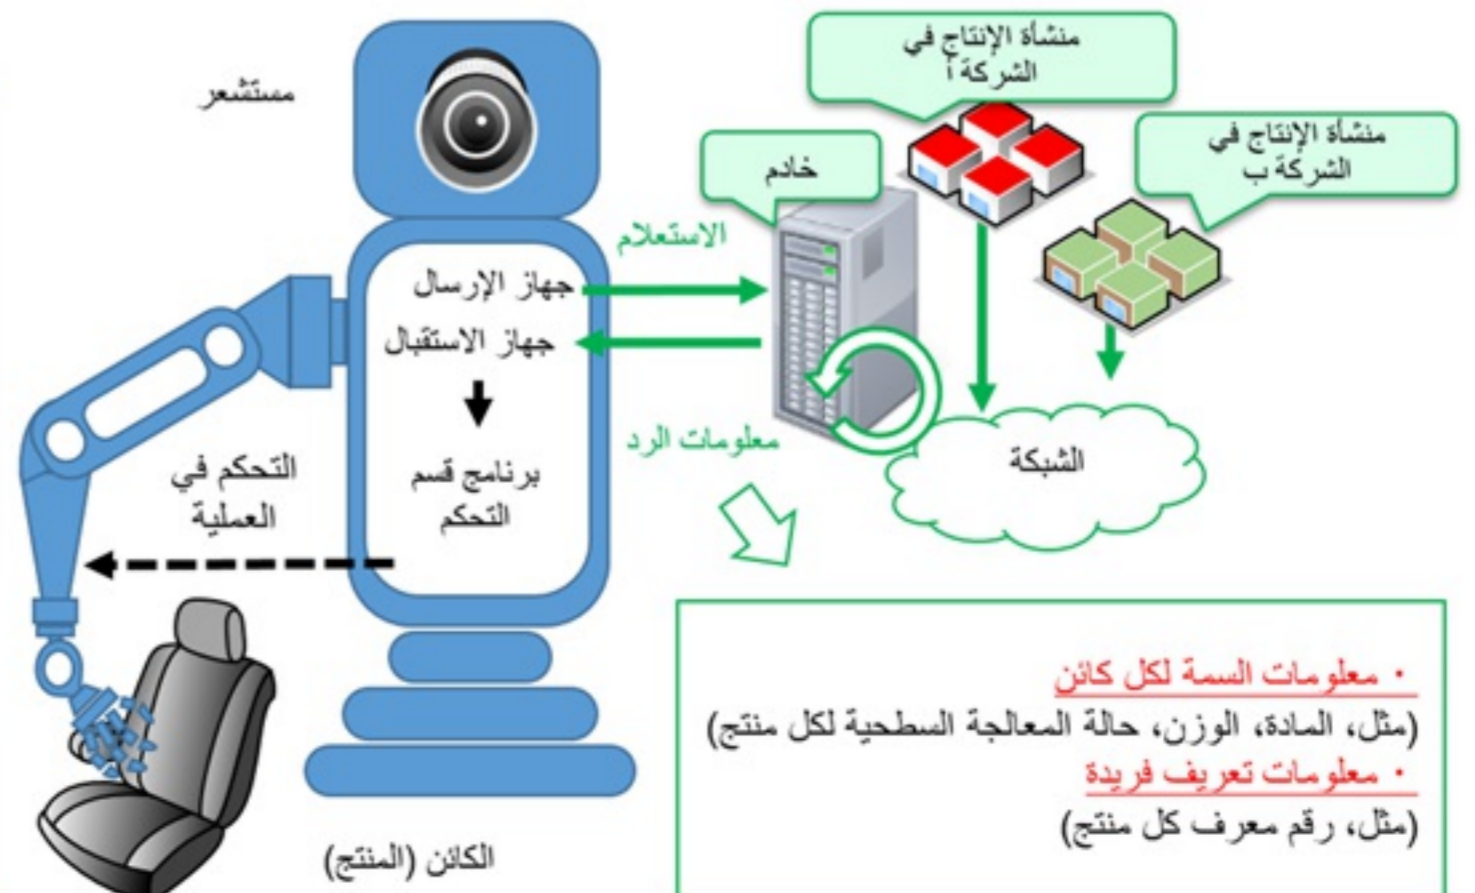 مستشعر
منشأة الإنتاج في
الشركة أ
منشأة الإنتاج في
الشركة ب
خادم
الاستعلام
جهاز الإرسال
جهاز الاستقبال
معلومات الرد
الشبكة
برنامج قسم
التحكم
التحكم في
العملية
• معلومات السمة لكل كائن
(مثل، المادة، الوزن، حالة المعالجة السطحية لكل منتج)
• معلومات تعريف فريدة
(مثل، رقم معرف كل منتج)
الكائن (المنتج)